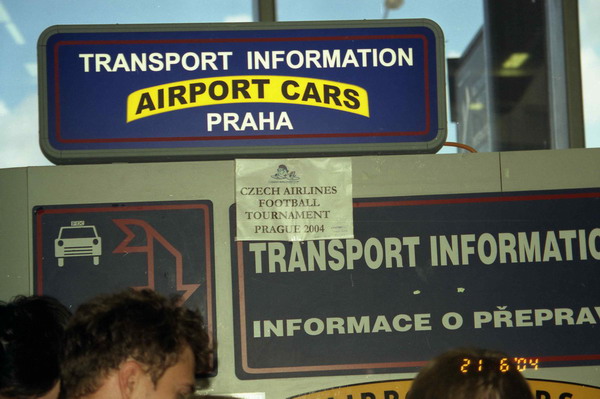 TRANSPORT INFORMATION
AIRPORT CARS
PRAHA
CZECH AIRLINES
FOOTBALL
TOURNAMENT
PRAGUE 2004
TRANSPORT INFORMATIO
INFORMACE O PŘEPRAV
21 6'04